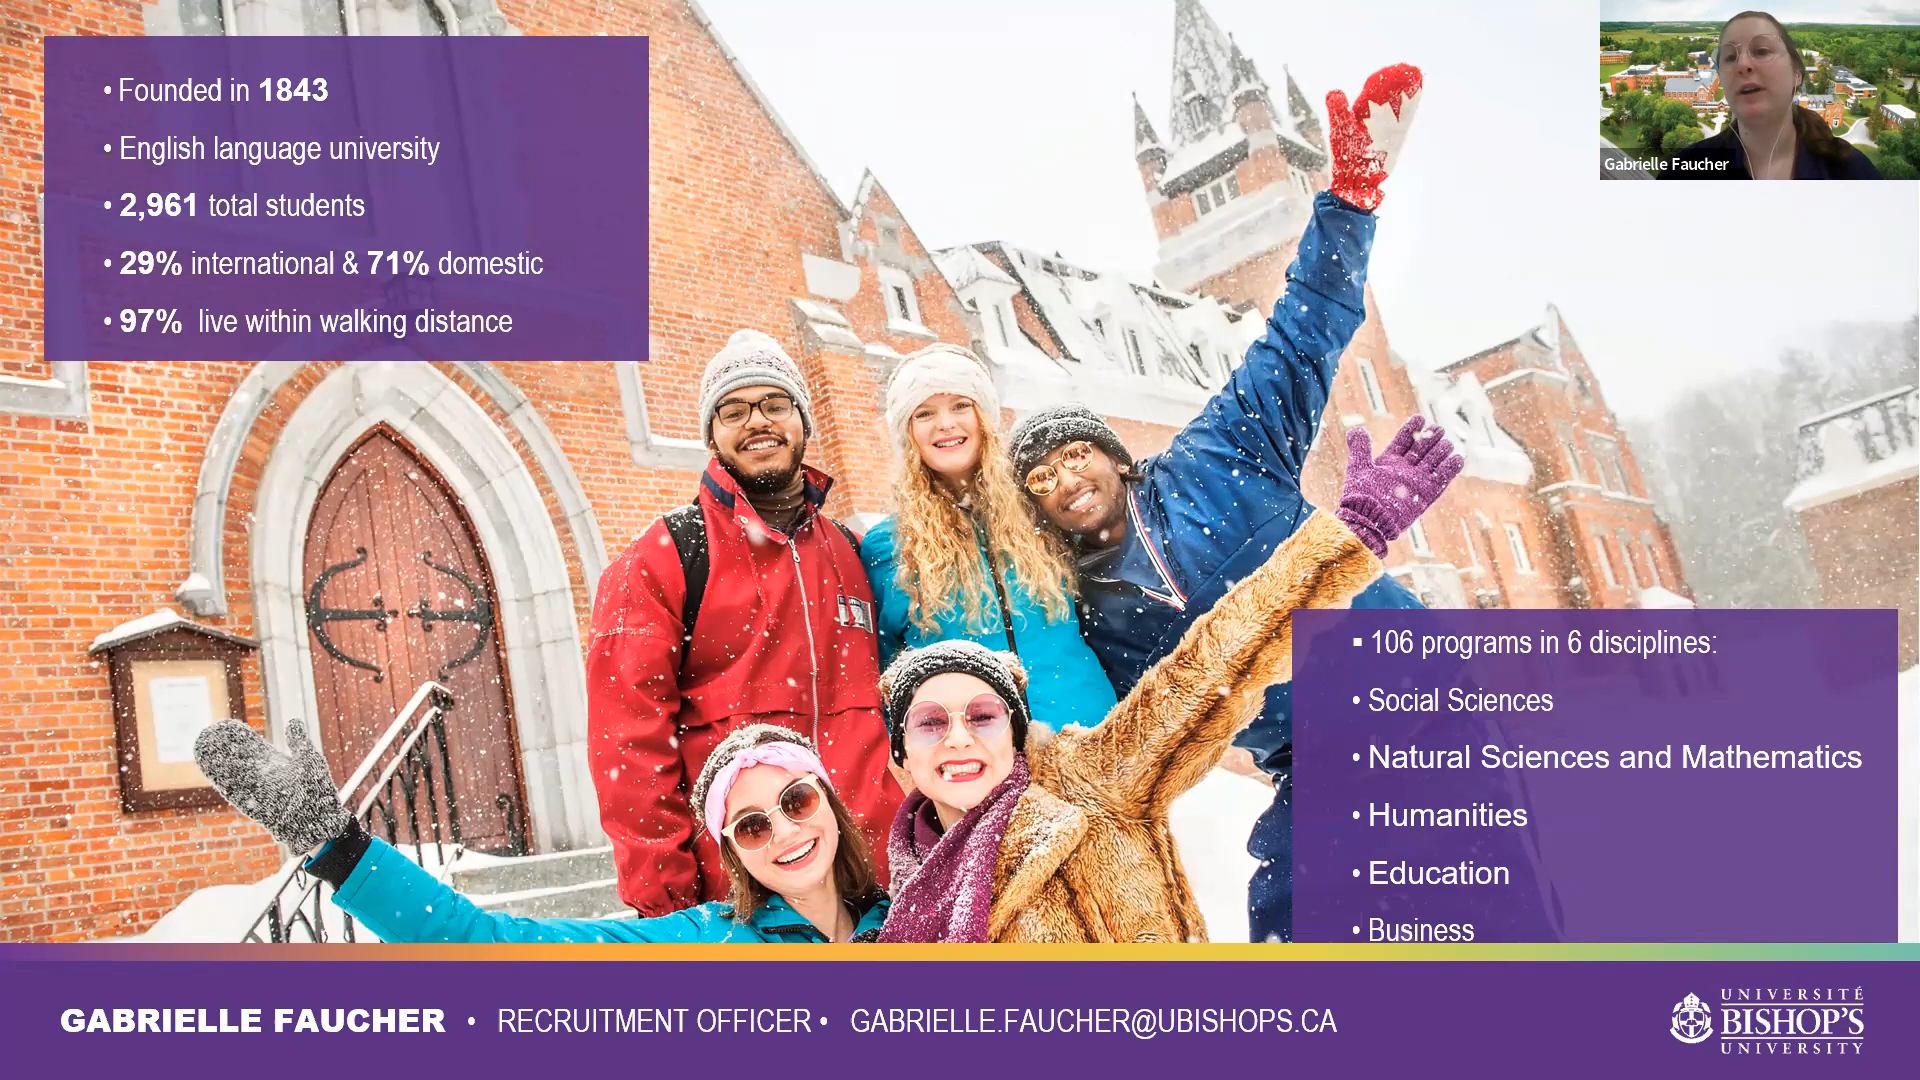 • Founded in 1843
• English language university
• 2,961 total students
• 29% international & 71% domestic
• 97% live within walking distance
Gabrielle Faucher
▪ 106 programs in 6 disciplines:
• Social Sciences
• Natural Sciences and Mathematics
• Humanities
• Education
• Business
GABRIELLE FAUCHER • RECRUITMENT OFFICER • GABRIELLE.FAUCHER@UBISHOPS.CA
UNIVERSITÉ
BISHOP'S
UNIVERSITY